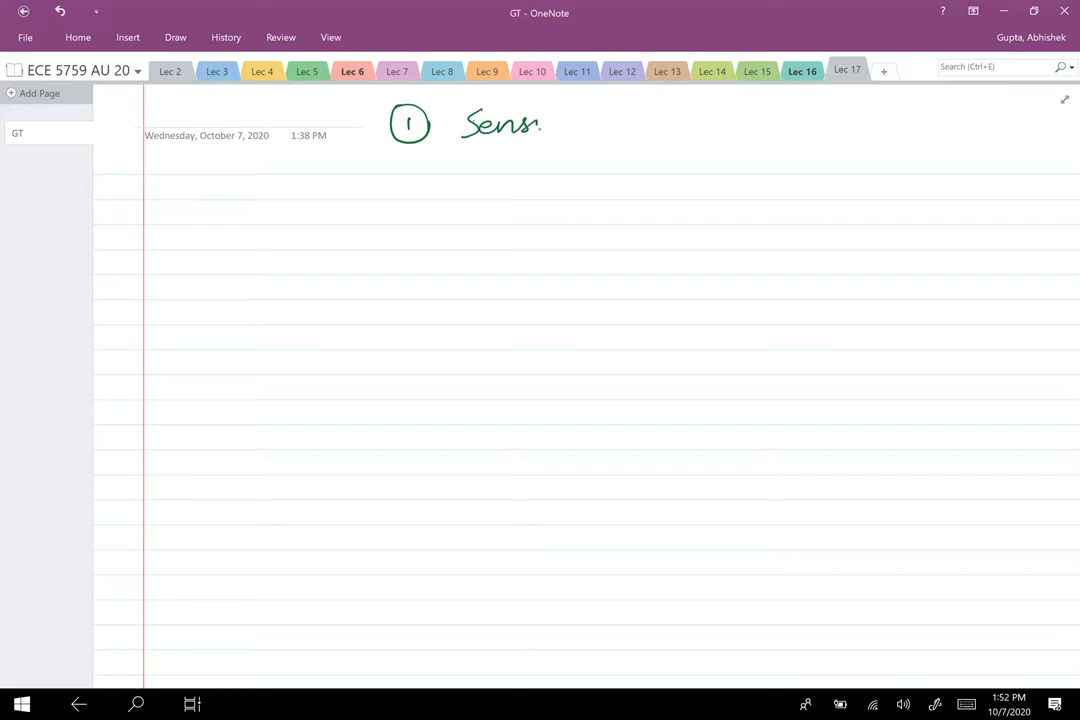 GT - OneNote
?
File Home Insert Draw History Review View Gupta, Abhishek
ECE 5759 AU 20 Lec 2 Lec 3 Lec 4 Lec 5 Lec 6 Lec 7 Lec 8 Lec 9 Lec 10 Lec 11 Lec 12 Lec 13 Lec 14 Lec 15 Lec 16 Lec 17 + Search (Ctrl+E)
+ Add Page
GT
① Sens
Wednesday, October 7, 2020 1:38 PM
1:52 PM
10/7/2020